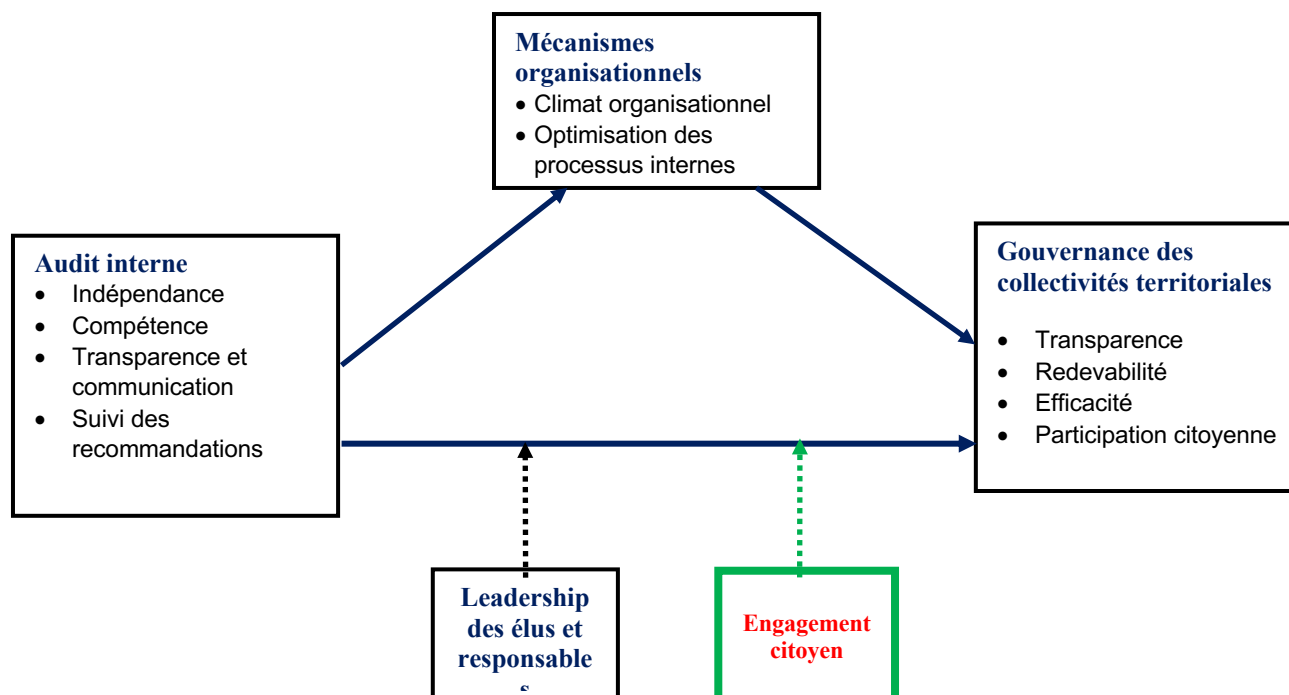 Mécanismes
organisationnels
• Climat organisationnel
• Optimisation des
processus internes
Audit interne
• Indépendance
• Compétence
• Transparence et
communication
• Suivi des
recommandations
Gouvernance des
collectivités territoriales
• Transparence
• Redevabilité
• Efficacité
• Participation citoyenne
Leadership
des élus et
responsable
s
Engagement
citoyen